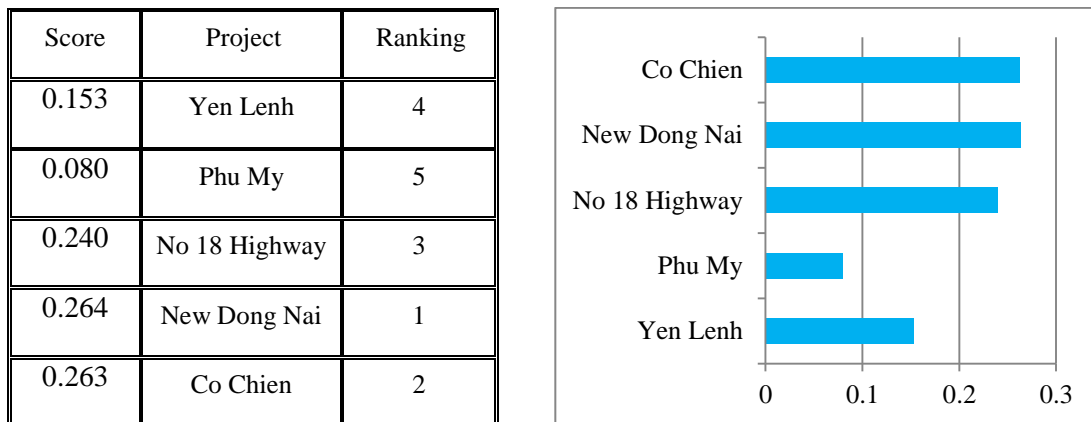 Score Project Ranking
0.153 Yen Lenh 4
0.080 Phu My 5
0.240 No 18 Highway 3
0.264 New Dong Nai 1
0.263 Co Chien 2
Co Chien
New Dong Nai
No 18 Highway
Phu My
Yen Lenh
0 0.1 0.2 0.3